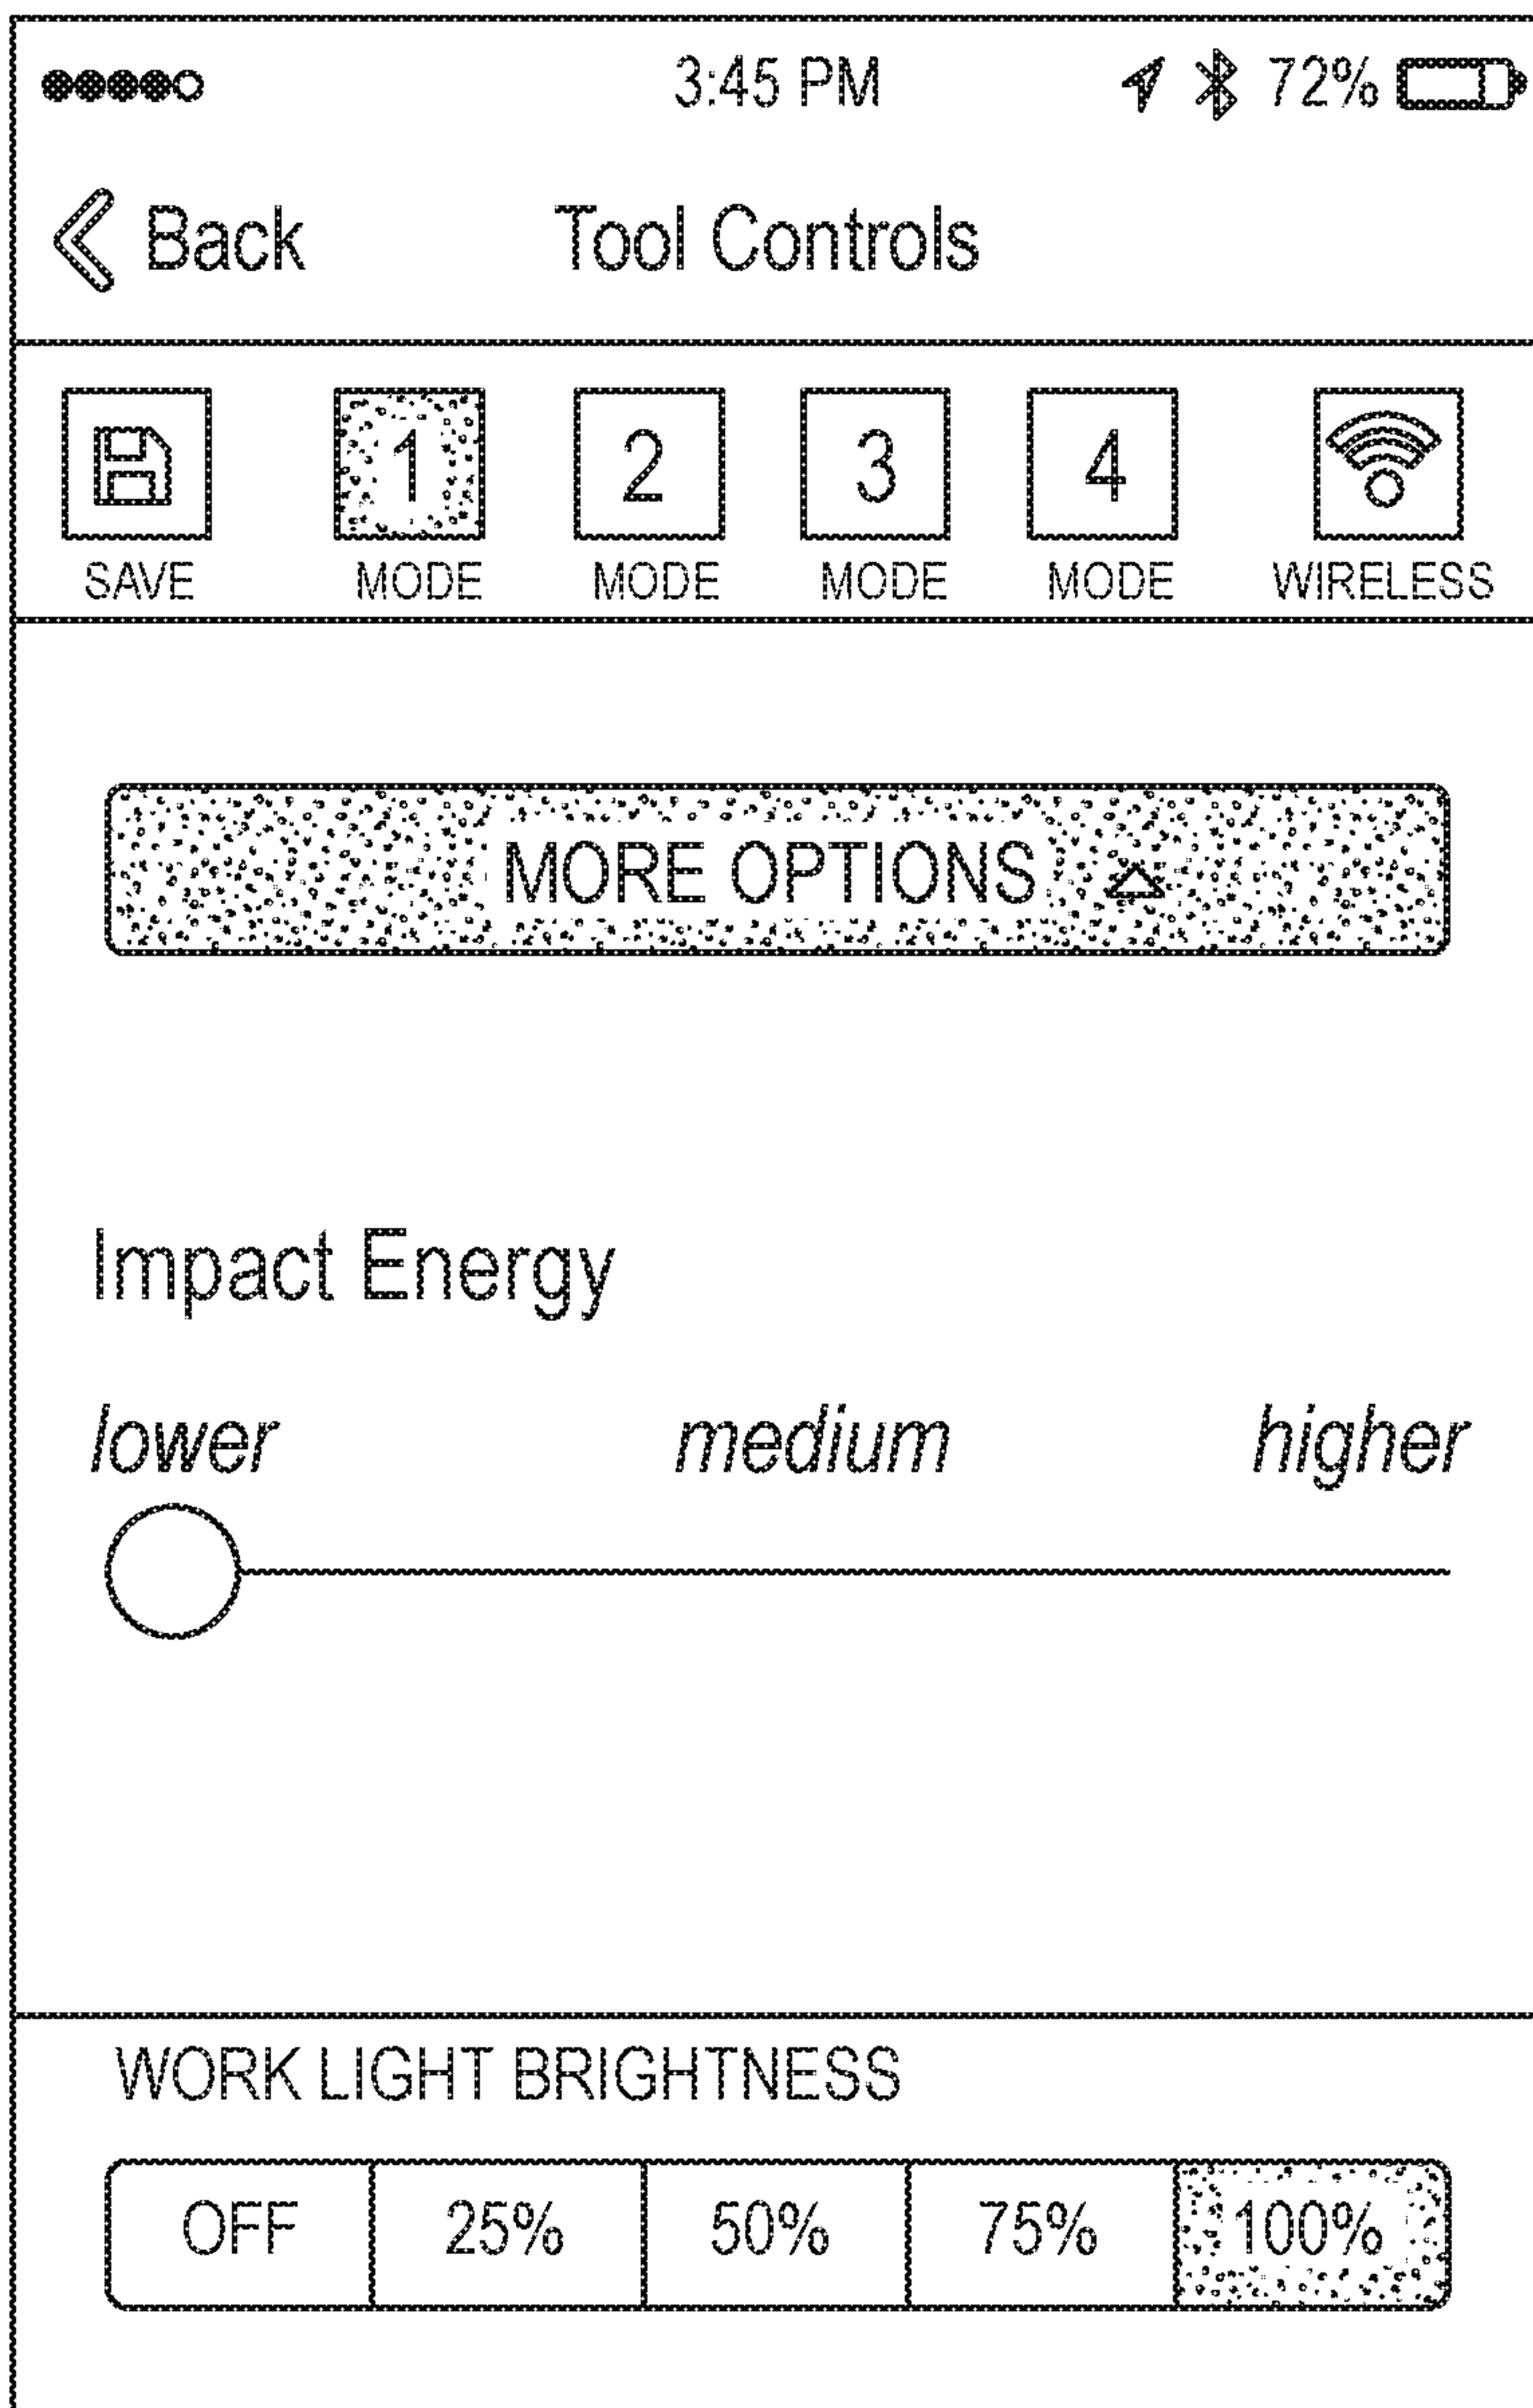 3:45 PM 72%
Back Tool Controls
1 2 3 4
SAVE MODE MODE MODE MODE WIRELESS
MORE OPTIONS
Impact Energy
lower medium higher
WORK LIGHT BRIGHTNESS
OFF 25% 50% 75% 100%